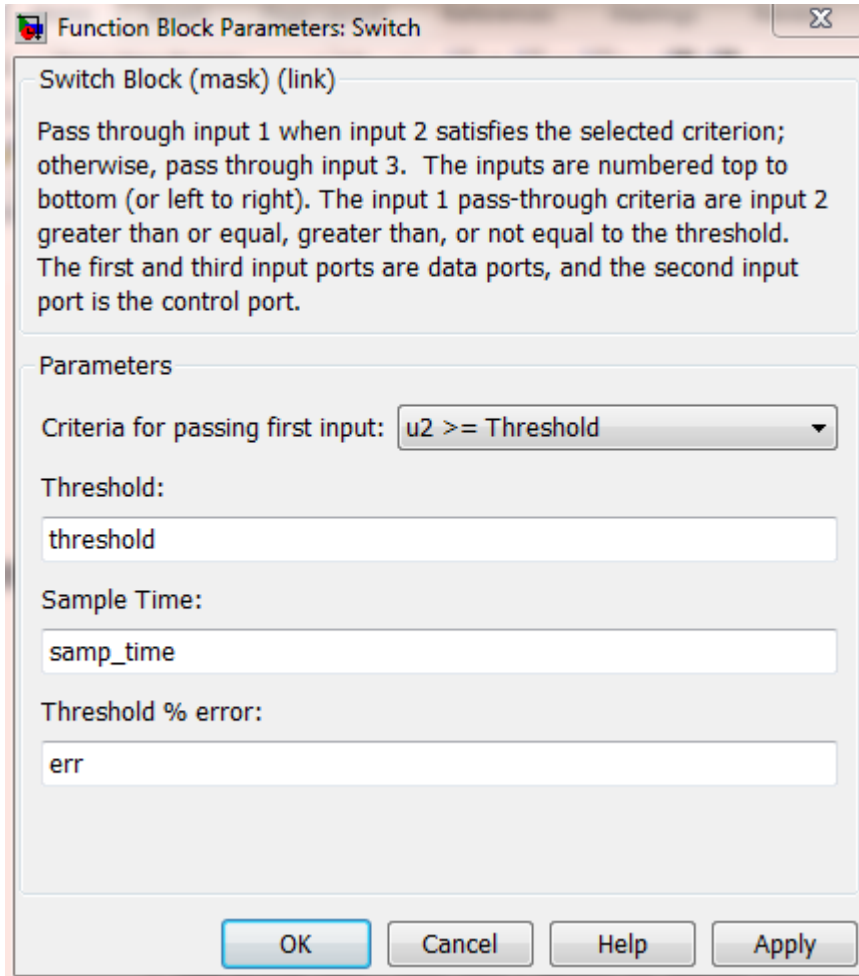 Function Block Parameters: Switch
Switch Block (mask) (link)
Pass through input 1 when input 2 satisfies the selected criterion;
otherwise, pass through input 3.  The inputs are numbered top to
bottom (or left to right). The input 1 pass-through criteria are input 2
greater than or equal, greater than, or not equal to the threshold.
The first and third input ports are data ports, and the second input
port is the control port.
Parameters
Criteria for passing first input: u2 >= Threshold
Threshold:
threshold
Sample Time:
samp_time
Threshold % error:
err
OK Cancel Help Apply